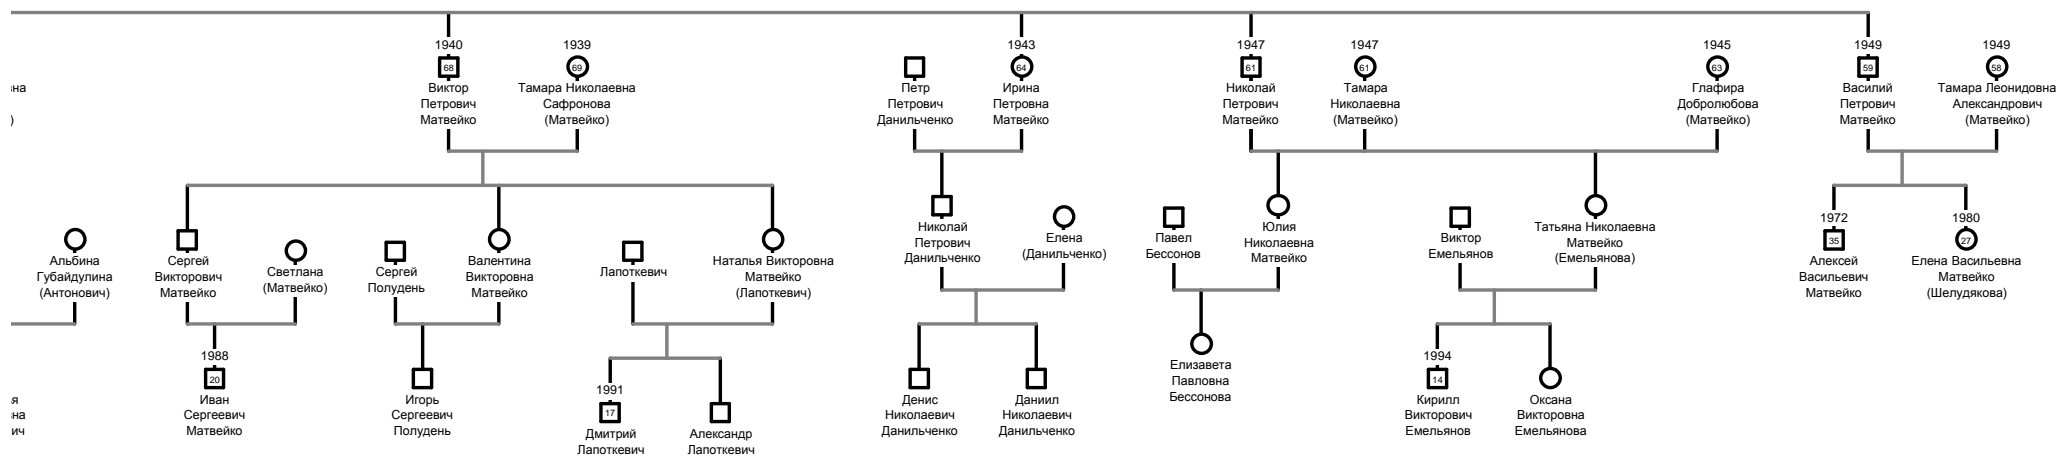 1940
68
Виктор
Петрович
Матвейко
1939
69
Тамара Николаевна
Сафронова
(Матвейко)
Петр
Петрович
Данильченко
1943
64
Ирина
Петровна
Матвейко
1947
61
Николай
Петрович
Матвейко
1947
61
Тамара
Николаевна
(Матвейко)
1945
63
Глафира
Добролюбова
(Матвейко)
1949
59
Василий
Петрович
Матвейко
1949
58
Тамара Леонидовна
Александрович
(Матвейко)
вна
)
Альбина
Губайдулина
(Антонович)
Сергей
Викторович
Матвейко
Светлана
(Матвейко)
Сергей
Полудень
Валентина
Викторовна
Матвейко
Лапоткевич
Наталья Викторовна
Матвейко
(Лапоткевич)
Николай
Петрович
Данильченко
Елена
(Данильченко)
Павел
Бессонов
Юлия
Николаевна
Матвейко
Виктор
Емельянов
Татьяна Николаевна
Матвейко
(Емельянова)
1972
35
Алексей
Васильевич
Матвейко
1980
27
Елена Васильевна
Матвейко
(Шелудякова)
я
вна
ич
1988
20
Иван
Сергеевич
Матвейко
Игорь
Сергеевич
Полудень
1991
17
Дмитрий
Лапоткевич
Александр
Лапоткевич
Денис
Николаевич
Данильченко
Даниил
Николаевич
Данильченко
Елизавета
Павловна
Бессонова
1994
14
Кирилл
Викторович
Емельянов
Оксана
Викторовна
Емельянова